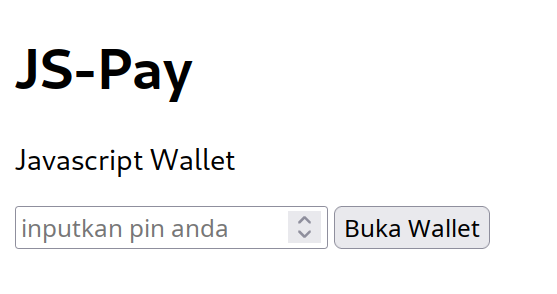 JS-Pay
Javascript Wallet
inputkan pin anda Buka Wallet